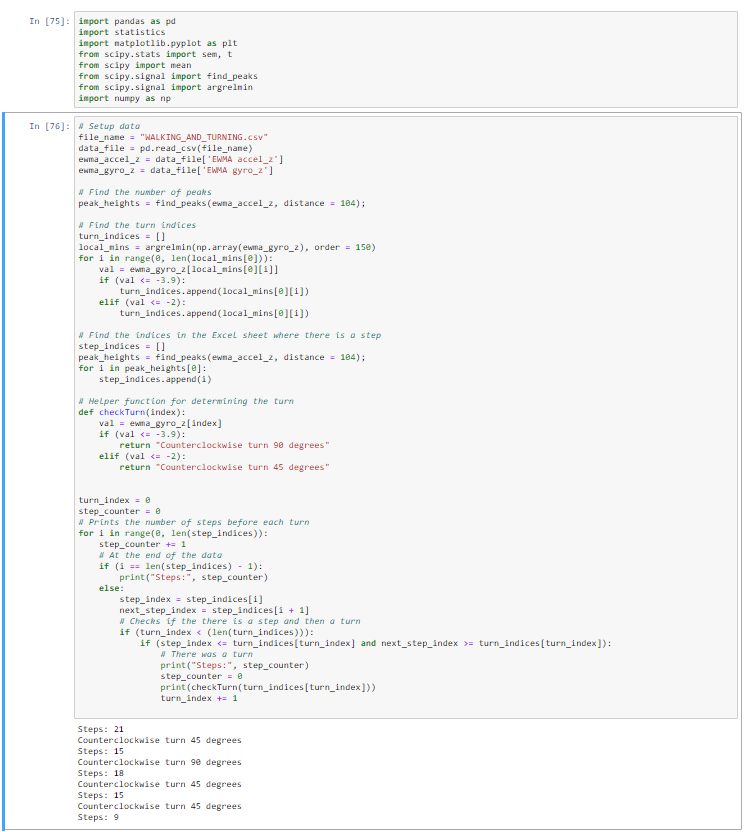 In [75]: import pandas as pd
import statistics
import matplotlib.pyplot as plt
from scipy.stats import sem, t
from scipy import mean
from scipy.signal import find_peaks
from scipy.signal import argrelmin
import numpy as np
In [76]: # Setup data
file_name = "WALKING_AND_TURNING.csv"
data_file = pd.read_csv(file_name)
ewma_accel_z = data_file['EWMA accel_z']
ewma_gyro_z = data_file['EWMA gyro_z']

# Find the number of peaks
peak_heights = find_peaks(ewma_accel_z, distance = 104);

# Find the turn indices
turn_indices = []
local_mins = argrelmin(np.array(ewma_gyro_z), order = 150)
for i in range(0, len(local_mins[0])):
    val = ewma_gyro_z[local_mins[0][i]]
    if (val <= -3.9):
        turn_indices.append(local_mins[0][i])
    elif (val <= -2):
        turn_indices.append(local_mins[0][i])

# Find the indices in the Excel sheet where there is a step
step_indices = []
peak_heights = find_peaks(ewma_accel_z, distance = 104);
for i in peak_heights[0]:
    step_indices.append(i)

# Helper function for determining the turn
def checkTurn(index):
    val = ewma_gyro_z[index]
    if (val <= -3.9):
        return "Counterclockwise turn 90 degrees"
    elif (val <= -2):
        return "Counterclockwise turn 45 degrees"

turn_index = 0
step_counter = 0
# Prints the number of steps before each turn
for i in range(0, len(step_indices)):
    step_counter += 1
    # At the end of the data
    if (i == len(step_indices) - 1):
        print("Steps:", step_counter)
    else:
        step_index = step_indices[i]
        next_step_index = step_indices[i + 1]
        # Checks if the there is a step and then a turn
        if (turn_index < (len(turn_indices))):
            if (step_index <= turn_indices[turn_index] and next_step_index >= turn_indices[turn_index]):
                # There was a turn
                print("Steps:", step_counter)
                step_counter = 0
                print(checkTurn(turn_indices[turn_index]))
                turn_index += 1
Steps: 21
Counterclockwise turn 45 degrees
Steps: 15
Counterclockwise turn 90 degrees
Steps: 18
Counterclockwise turn 45 degrees
Steps: 15
Counterclockwise turn 45 degrees
Steps: 9